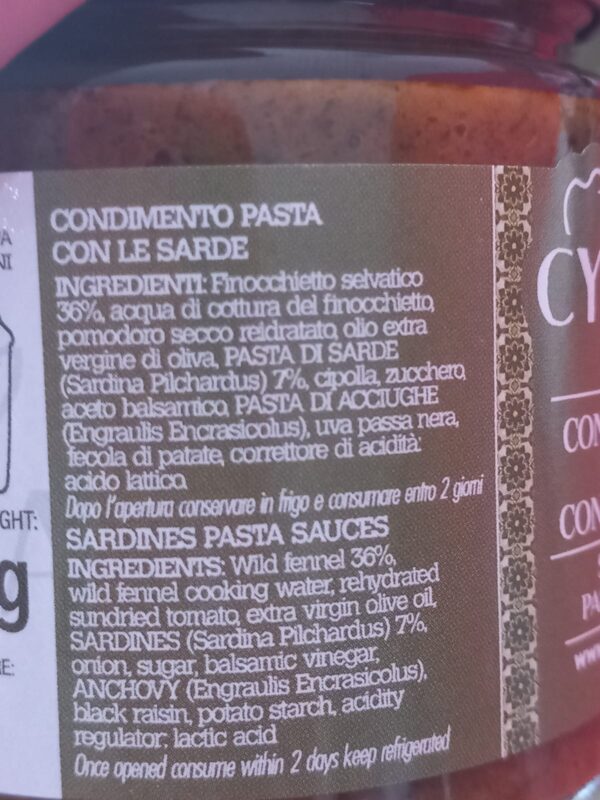 CONDIMENTO PASTA
CON LE SARDE
INGREDIENTI: Finocchietto selvatico
36%, acqua di cottura del finocchietto,
pomodoro secco reidratato, olio extra
vergine di oliva, PASTA DI SARDE
(Sardina Pilchardus) 7%, cipolla, zucchero,
aceto balsamico, PASTA DI ACCIUGHE
(Engraulis Encrasicolus), uva passa nera,
fecola di patate, correttore di acidità:
acido lattico.
Dopo l'apertura conservare in frigo e consumare entro 2 giorni
SARDINES PASTA SAUCES
INGREDIENTS: Wild fennel 36%,
wild fennel cooking water, rehydrated
sundried tomato, extra virgin olive oil,
SARDINES (Sardina Pilchardus) 7%,
onion, sugar, balsamic vinegar,
ANCHOVY (Engraulis Encrasicolus),
black raisin, potato starch, acidity
regulator: lactic acid
Once opened consume within 2 days keep refrigerated
GHT:
g
CY
CON
CON
PA
www